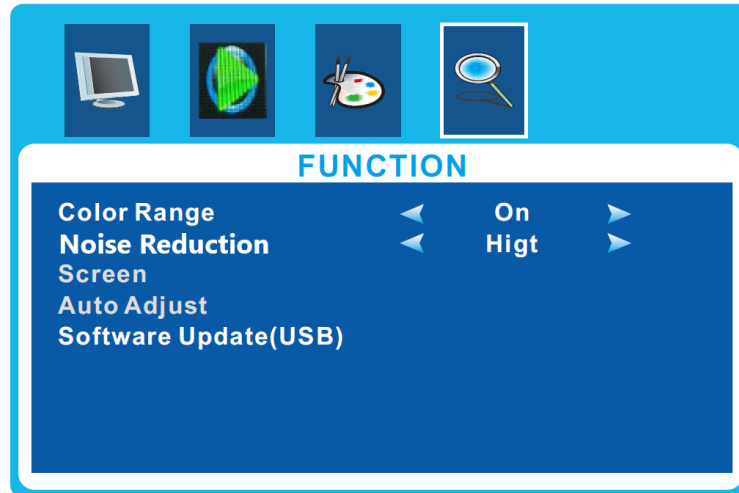 FUNCTION
Color Range On
Noise Reduction Higt
Screen
Auto Adjust
Software Update(USB)